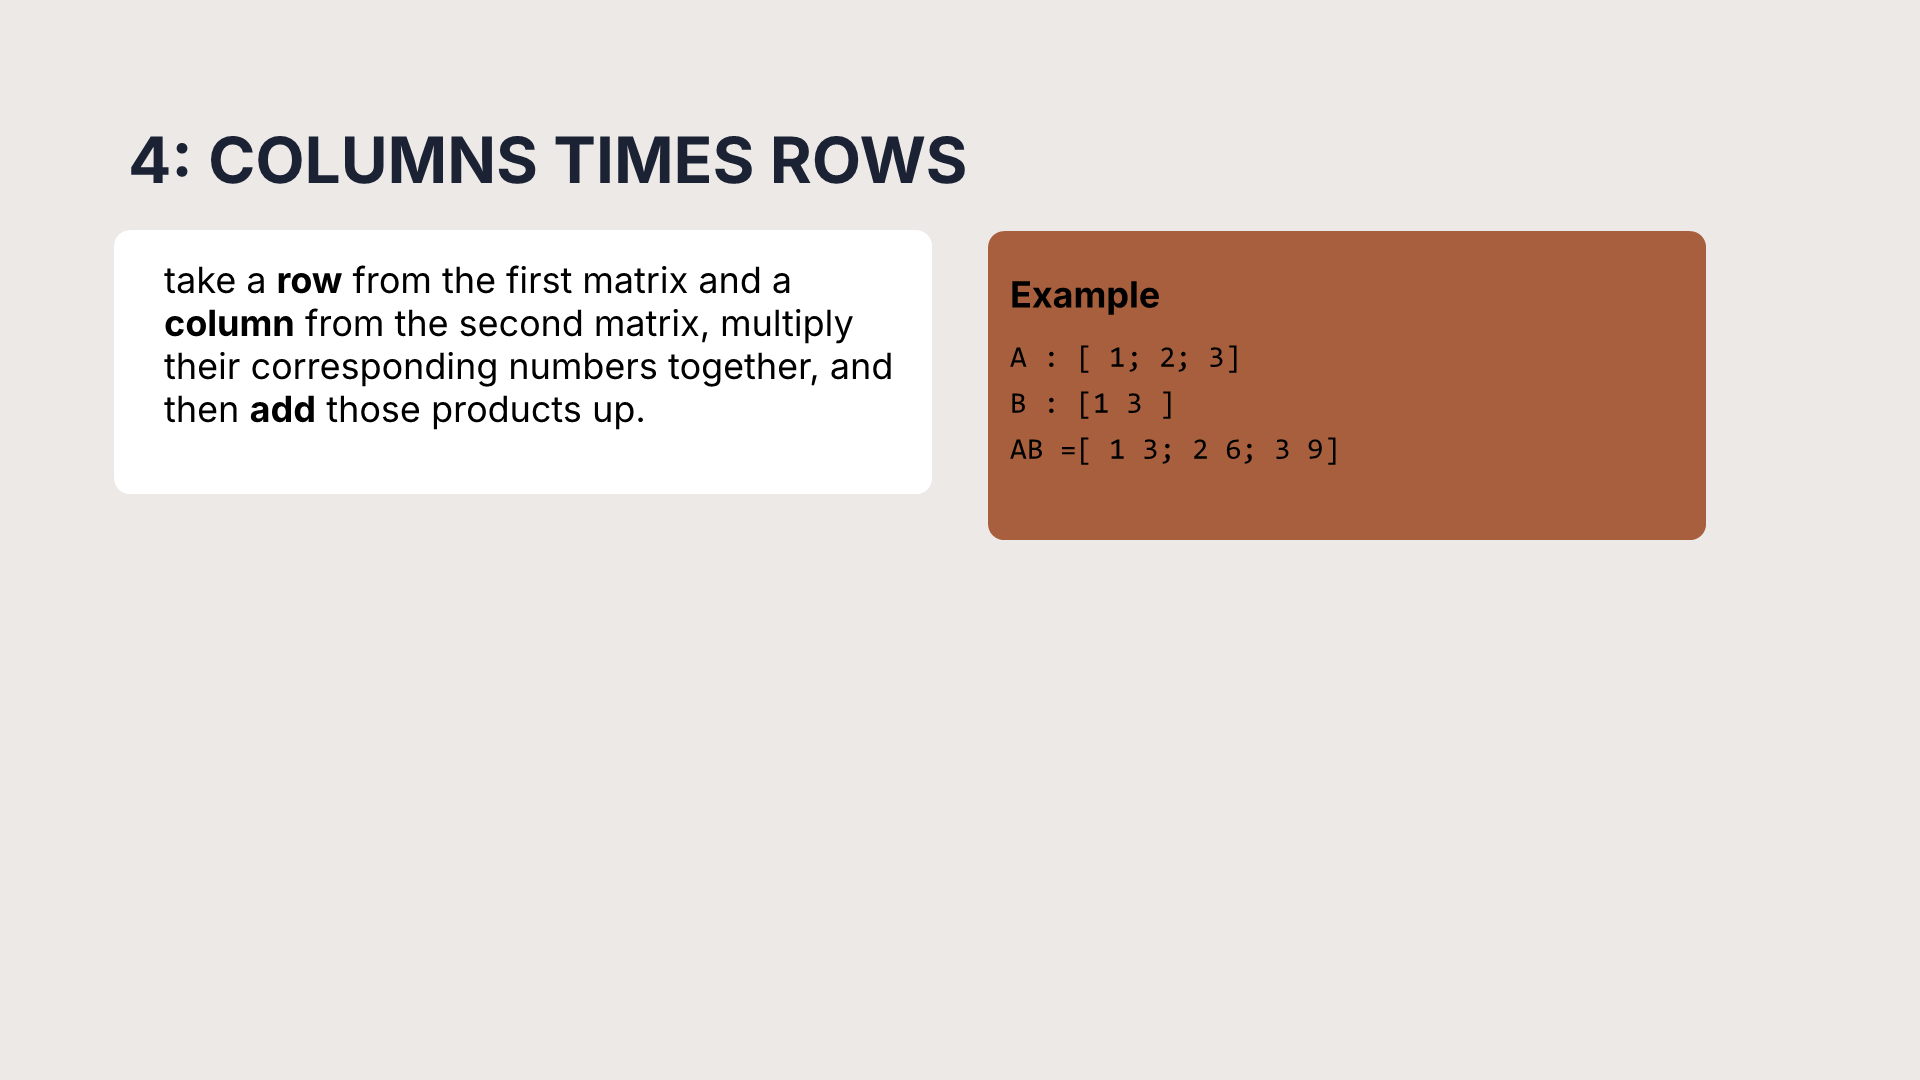 4: COLUMNS TIMES ROWS
take a row from the first matrix and a
column from the second matrix, multiply
their corresponding numbers together, and
then add those products up.
Example
A : [ 1; 2; 3]
B : [1 3 ]
AB =[ 1 3; 2 6; 3 9]